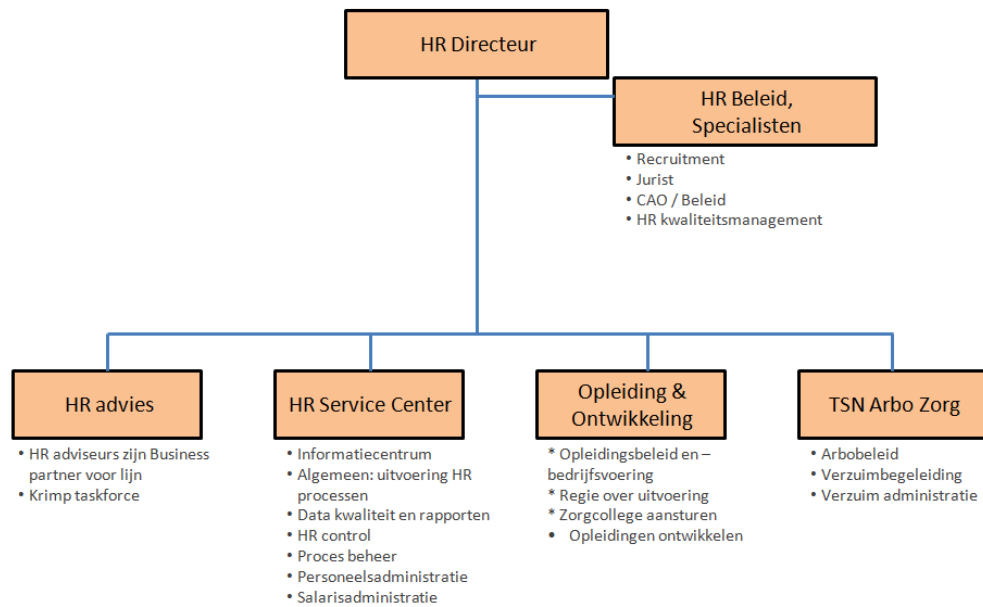 HR Directeur
HR Beleid,
Specialisten
• Recruitment
• Jurist
• CAO / Beleid
• HR kwaliteitsmanagement
HR advies
• HR adviseurs zijn Business
partner voor lijn
• Krimp taskforce
HR Service Center
• Informatiecentrum
• Algemeen: uitvoering HR
processen
• Data kwaliteit en rapporten
• HR control
• Proces beheer
• Personeelsadministratie
• Salarisadministratie
Opleiding &
Ontwikkeling
* Opleidingsbeleid en –
bedrijfsvoering
* Regie over uitvoering
* Zorgcollege aansturen
• Opleidingen ontwikkelen
TSN Arbo Zorg
• Arbobeleid
• Verzuimbegeleiding
• Verzuim administratie